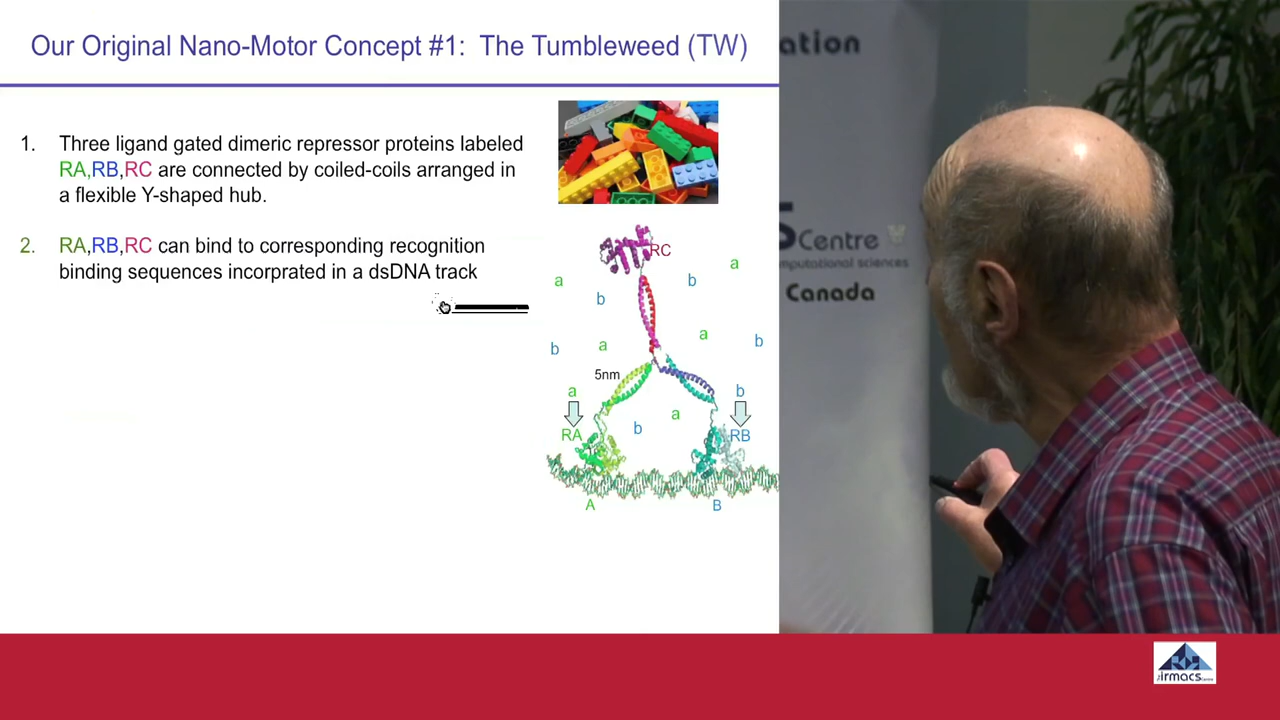 Our Original Nano-Motor Concept #1: The Tumbleweed (TW)
1. Three ligand gated dimeric repressor proteins labeled
RA,RB,RC are connected by coiled-coils arranged in
a flexible Y-shaped hub.
2. RA,RB,RC can bind to corresponding recognition
binding sequences incorprated in a dsDNA track
RC
a
a
b
b
b
a
a
b
5nm
a
b
a
b
RA
RB
A
B
ation
S
Centre
mputational sciences
Canada
irmacs